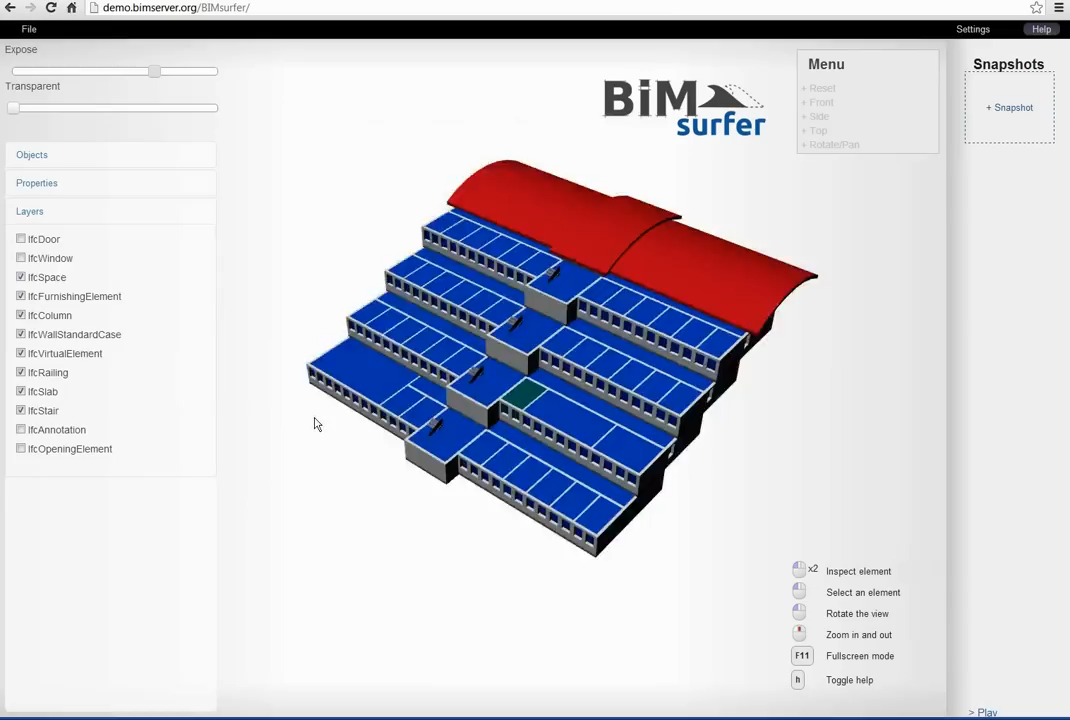 demo.bimserver.org/BIMsurfer/
File
Settings
Help
Expose
Transparent
Objects
Properties
Layers
IfcDoor
IfcWindow
IfcSpace
IfcFurnishingElement
IfcColumn
IfcWallStandardCase
IfcVirtualElement
IfcRailing
IfcSlab
IfcStair
IfcAnnotation
IfcOpeningElement
BiM
surfer
Menu
+ Reset
+ Front
+ Side
+ Top
+ Rotate/Pan
Snapshots
+ Snapshot
x2 Inspect element
Select an element
Rotate the view
Zoom in and out
F11 Fullscreen mode
h Toggle help
> Play